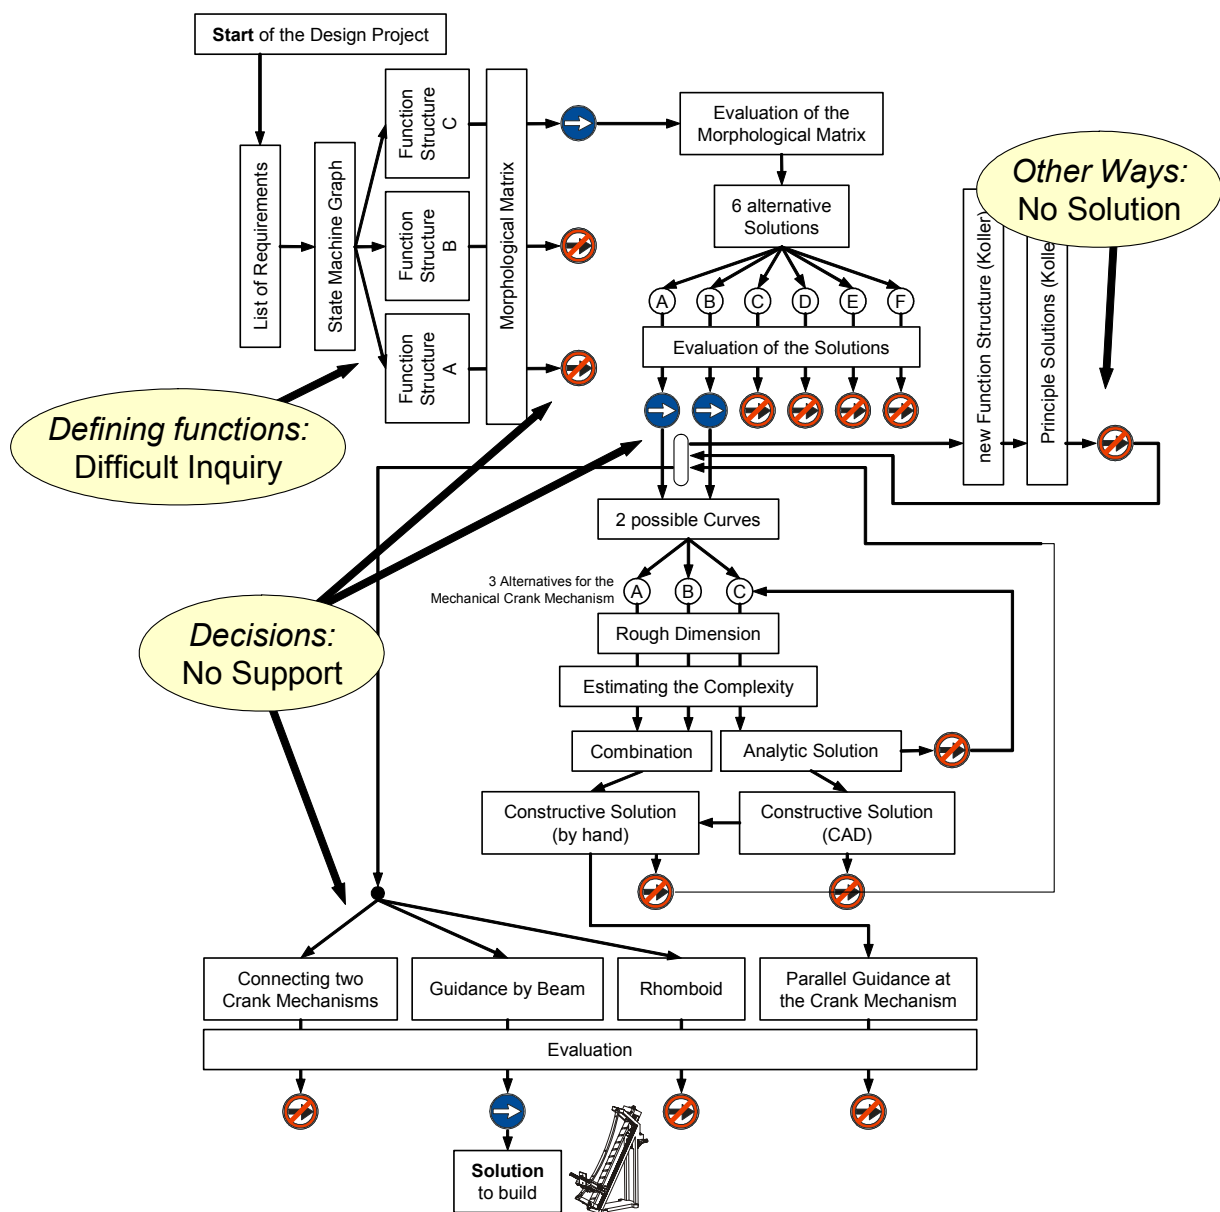 Start of the Design Project
List of Requirements
State Machine Graph
Function
Structure
C
Function
Structure
B
Function
Structure
A
Morphological Matrix
Evaluation of the
Morphological Matrix
6 alternative
Solutions
A B C D E F
Evaluation of the Solutions
new Function Structure (Koller)
Principle Solutions (Koller
Other Ways:
No Solution
Defining functions:
Difficult Inquiry
2 possible Curves
3 Alternatives for the
Mechanical Crank Mechanism
A B C
Rough Dimension
Estimating the Complexity
Decisions:
No Support
Combination
Analytic Solution
Constructive Solution
(by hand)
Constructive Solution
(CAD)
Connecting two
Crank Mechanisms
Guidance by Beam
Rhomboid
Parallel Guidance at
the Crank Mechanism
Evaluation
Solution
to build